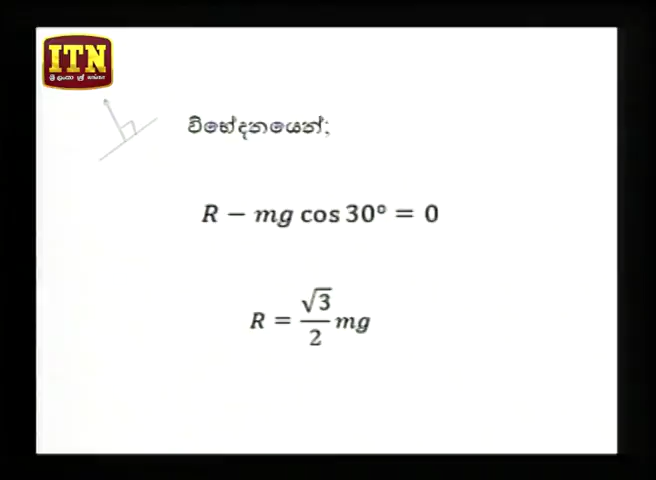 ITN
විභේදනයෙන්;
R − mg cos 30° = 0
R = √3/2 mg